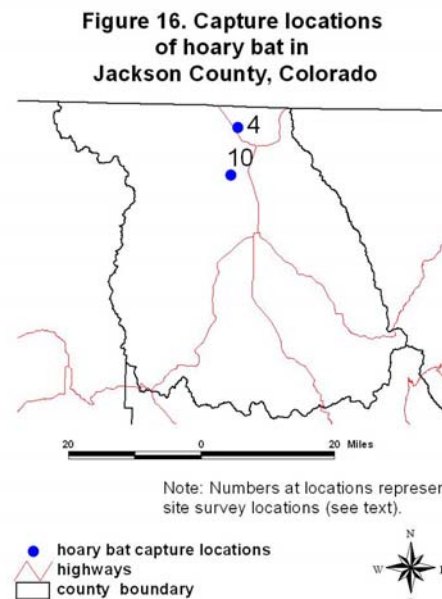 Figure 16. Capture locations
of hoary bat in
Jackson County, Colorado
4
10
20 0 20 Miles
Note: Numbers at locations represen
site survey locations (see text).
hoary bat capture locations
highways
county boundary
N
W
S